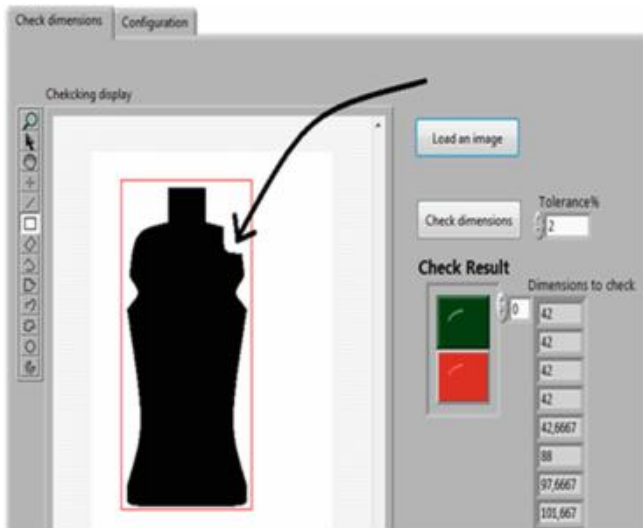 Check dimensions Configuration
Chekcking display
Load an image
Tolerance%
Check dimensions 2
Check Result
Dimensions to check
0 42
42
42
42
42,6667
88
97,6667
101,667